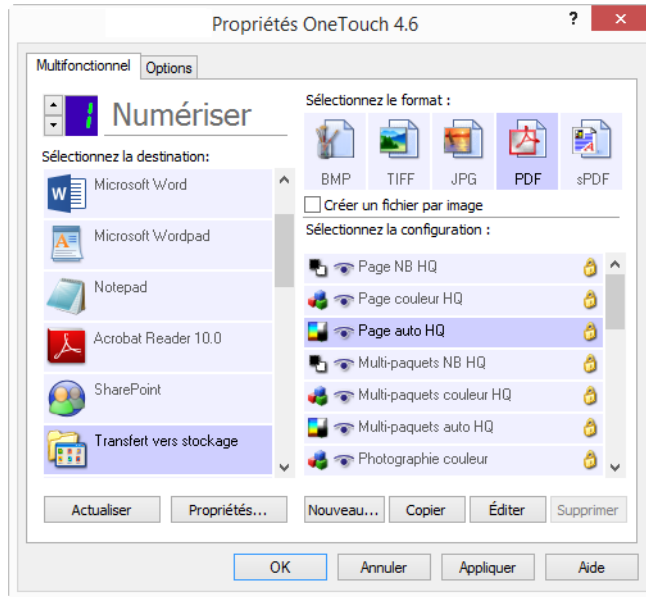 Propriétés OneTouch 4.6
?
×
Multifonctionnel
Options
1
Numériser
Sélectionnez la destination:
W
Microsoft Word
A
Microsoft Wordpad
Notepad
Acrobat Reader 10.0
SharePoint
Transfert vers stockage
Actualiser
Propriétés...
Sélectionnez le format :
BMP
TIFF
JPG
PDF
A
sPDF
Créer un fichier par image
Sélectionnez la configuration :
Page NB HQ
Page couleur HQ
Page auto HQ
Multi-paquets NB HQ
Multi-paquets couleur HQ
Multi-paquets auto HQ
Photographie couleur
Nouveau...
Copier
Éditer
Supprimer
OK
Annuler
Appliquer
Aide